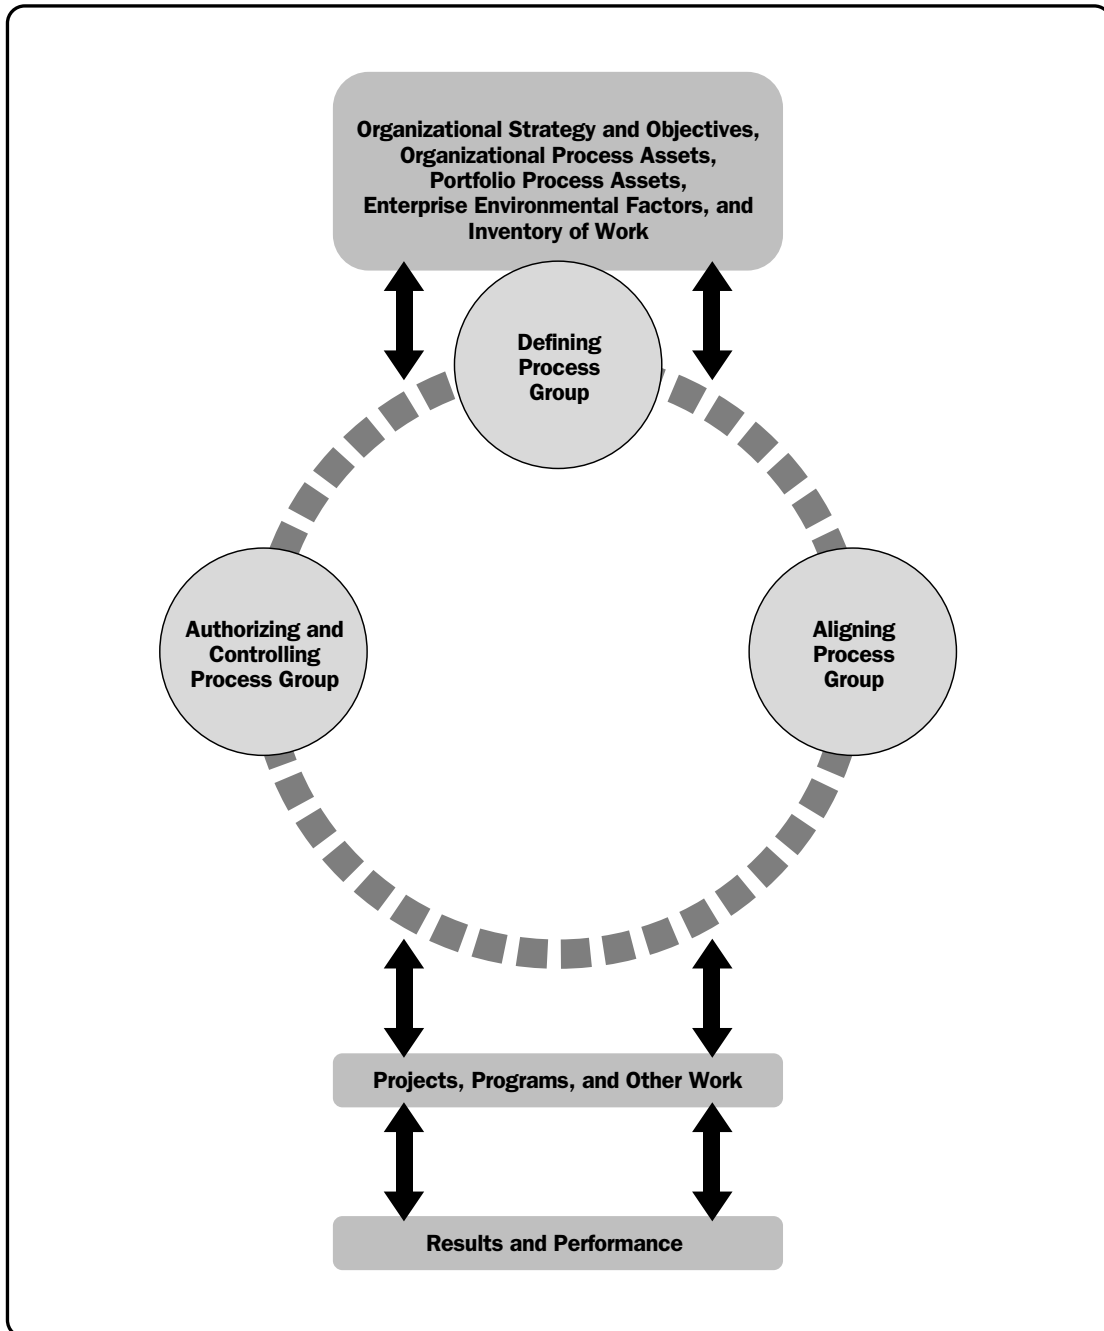 Organizational Strategy and Objectives,
Organizational Process Assets,
Portfolio Process Assets,
Enterprise Environmental Factors, and
Inventory of Work
Defining
Process
Group
Authorizing and
Controlling
Process Group
Aligning
Process
Group
Projects, Programs, and Other Work
Results and Performance